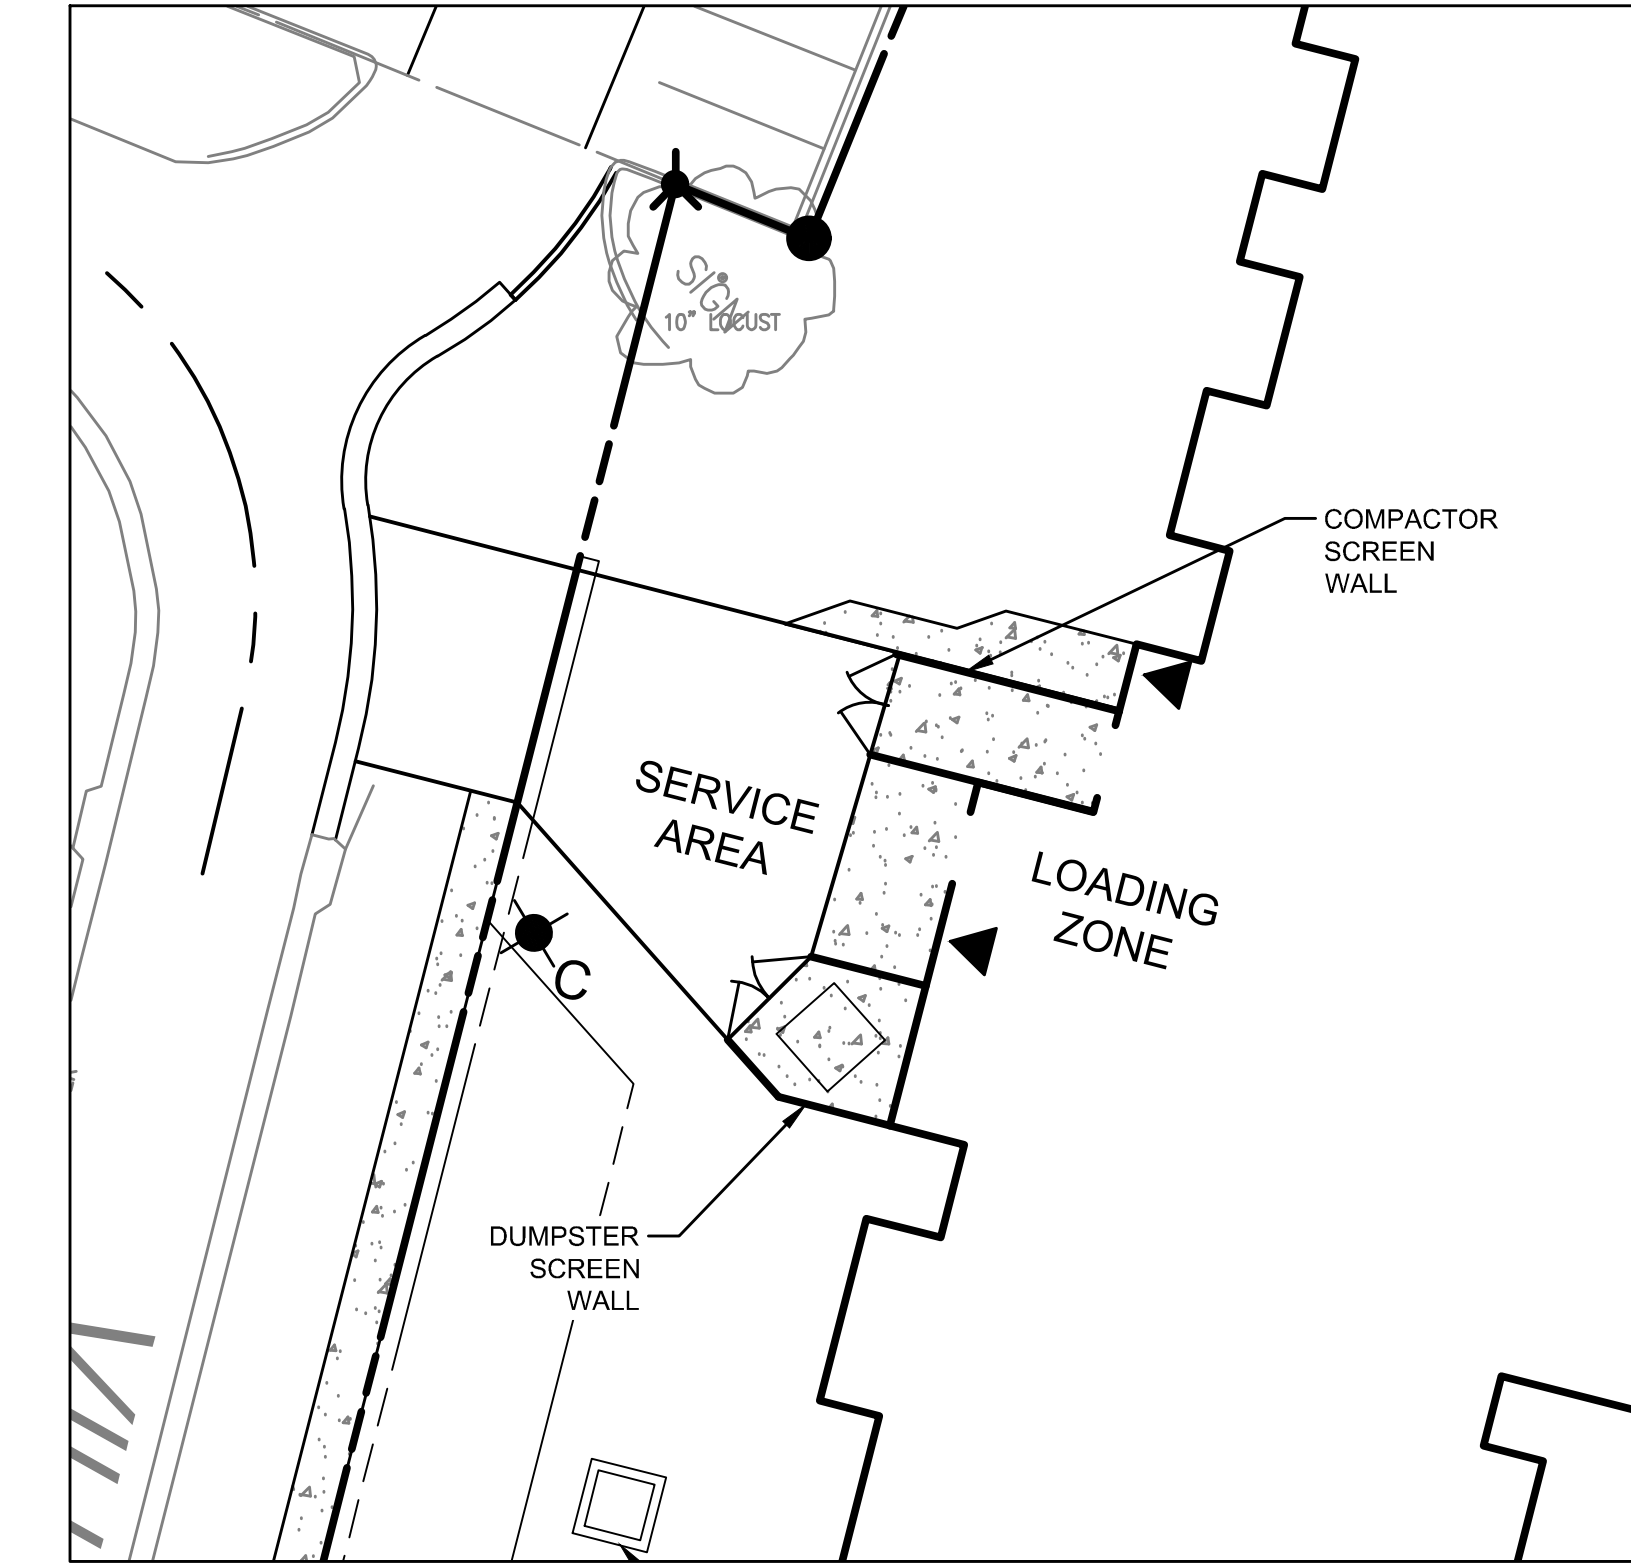 SIGN
10" LOCUST
COMPACTOR
SCREEN
WALL
SERVICE
AREA
LOADING
ZONE
C
DUMPSTER
SCREEN
WALL